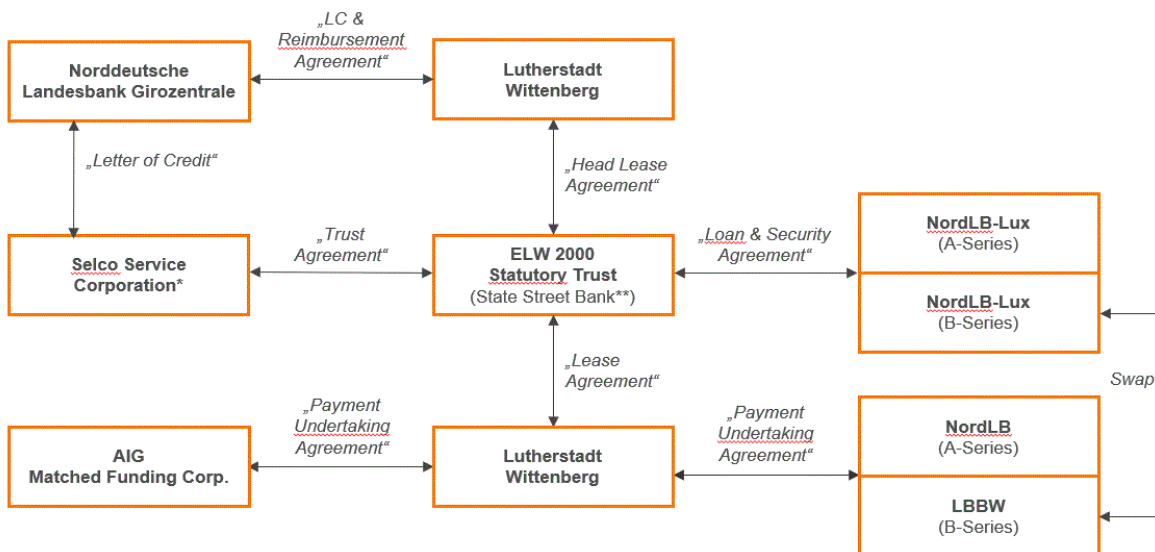 „LC &
Reimbursement
Agreement“
Norddeutsche
Landesbank Girozentrale
Lutherstadt
Wittenberg
„Letter of Credit“
„Head Lease
Agreement“
Selco Service
Corporation*
„Trust
Agreement“
ELW 2000
Statutory Trust
(State Street Bank**)
„Loan & Security
Agreement“
NordLB-Lux
(A-Series)
NordLB-Lux
(B-Series)
„Lease
Agreement“
Swap
AIG
Matched Funding Corp.
„Payment
Undertaking
Agreement“
Lutherstadt
Wittenberg
„Payment
Undertaking
Agreement“
NordLB
(A-Series)
LBBW
(B-Series)